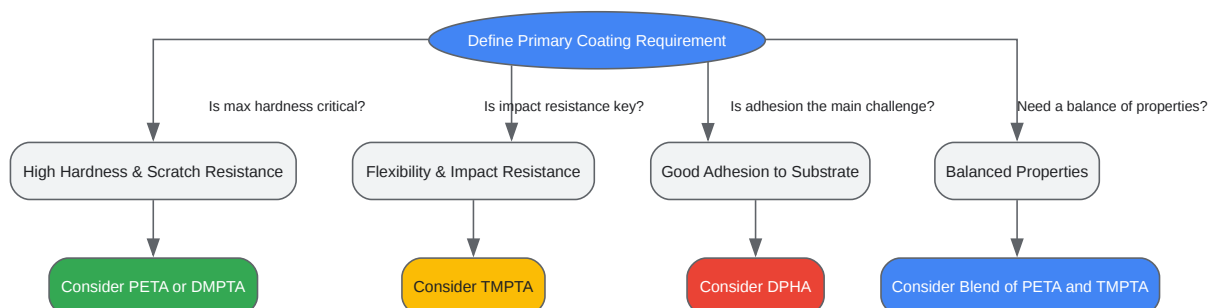 Define Primary Coating Requirement
Is max hardness critical?
Is impact resistance key?
Is adhesion the main challenge?
Need a balance of properties?
High Hardness & Scratch Resistance
Flexibility & Impact Resistance
Good Adhesion to Substrate
Balanced Properties
Consider PETA or DMPTA
Consider TMPTA
Consider DPHA
Consider Blend of PETA and TMPTA